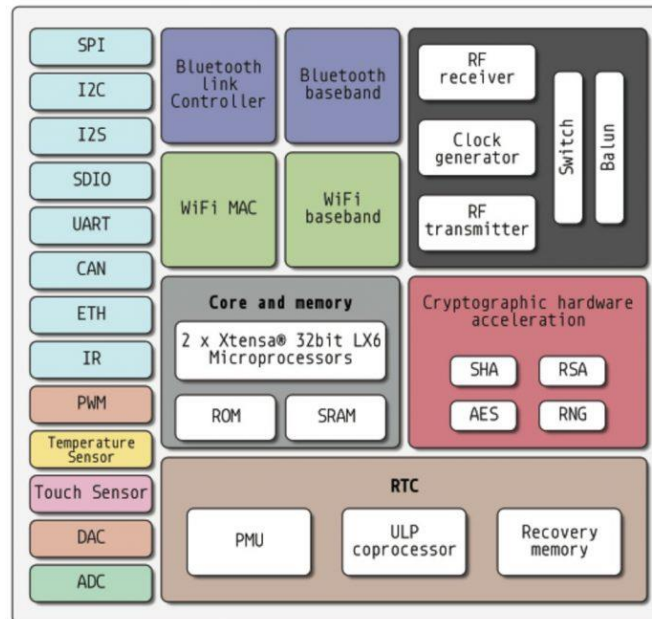 SPI
I2C
I2S
SDIO
UART
CAN
ETH
IR
PWM
Temperature
Sensor
Touch Sensor
DAC
ADC
Bluetooth
link
Controller
Bluetooth
baseband
WiFi MAC
WiFi
baseband
RF
receiver
Clock
generator
RF
transmitter
Switch
Balun
Core and memory
2 x Xtensa® 32bit LX6
Microprocessors
ROM
SRAM
Cryptographic hardware
acceleration
SHA
RSA
AES
RNG
RTC
PMU
ULP
coprocessor
Recovery
memory